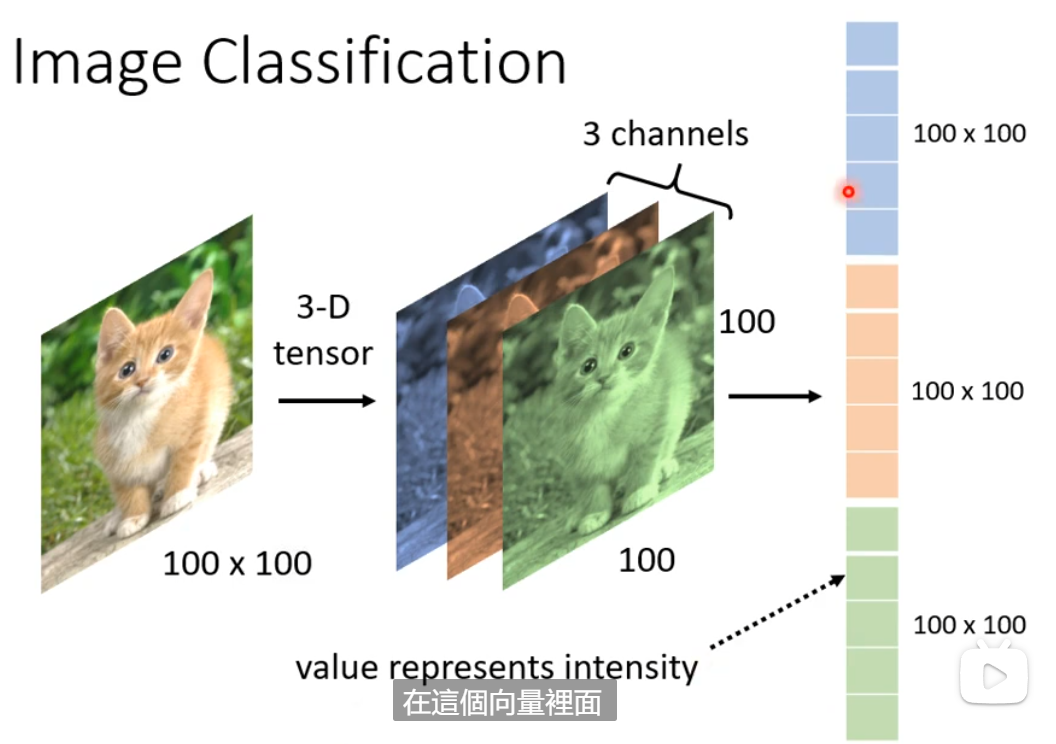 Image Classification
3 channels
100 x 100
3-D
tensor
100
100 x 100
100 x 100
100
100 x 100
value represents intensity
在這個向量裡面